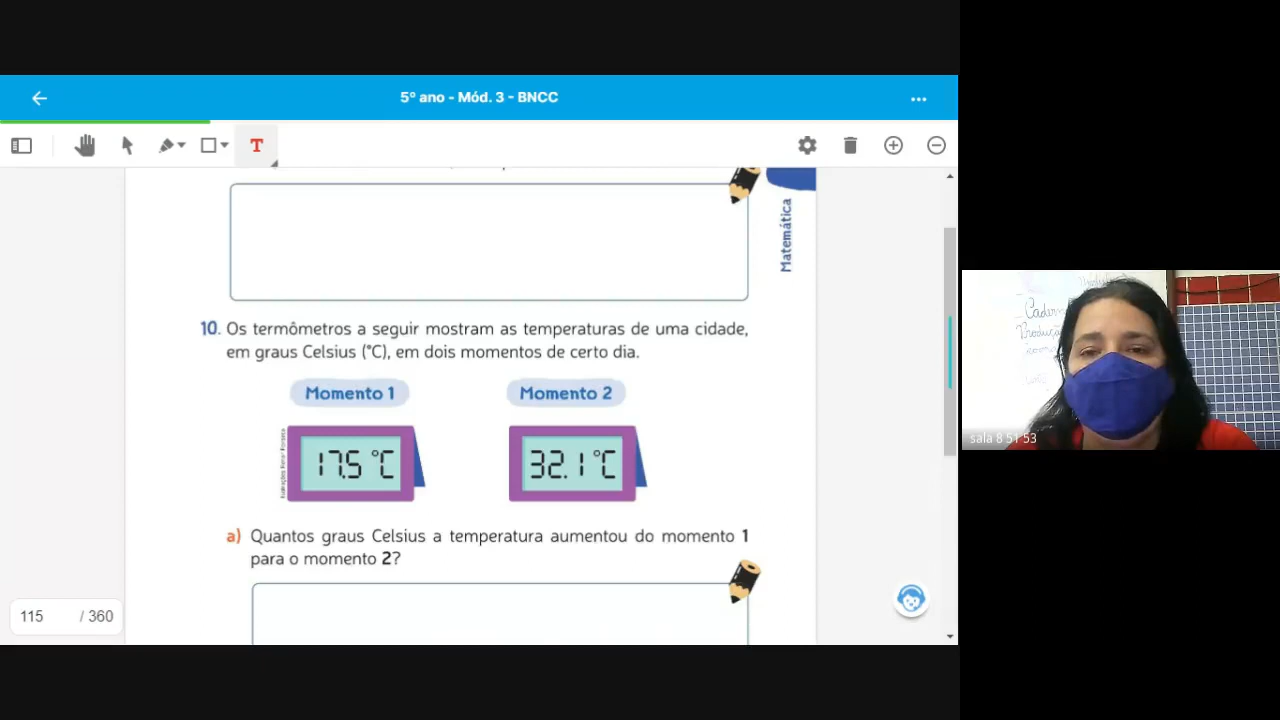 5º ano - Mód. 3 - BNCC
T
Matemática
10. Os termômetros a seguir mostram as temperaturas de uma cidade,
em graus Celsius (°C), em dois momentos de certo dia.
Momento 1
Momento 2
17.5 °C
32.1 °C
a) Quantos graus Celsius a temperatura aumentou do momento 1
para o momento 2?
115 / 360
Cadern
Produção
sala 8 51 53